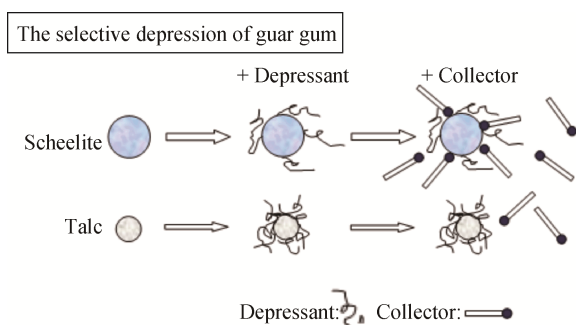 The selective depression of guar gum
+ Depressant + Collector
Scheelite
Talc
Depressant: Collector: